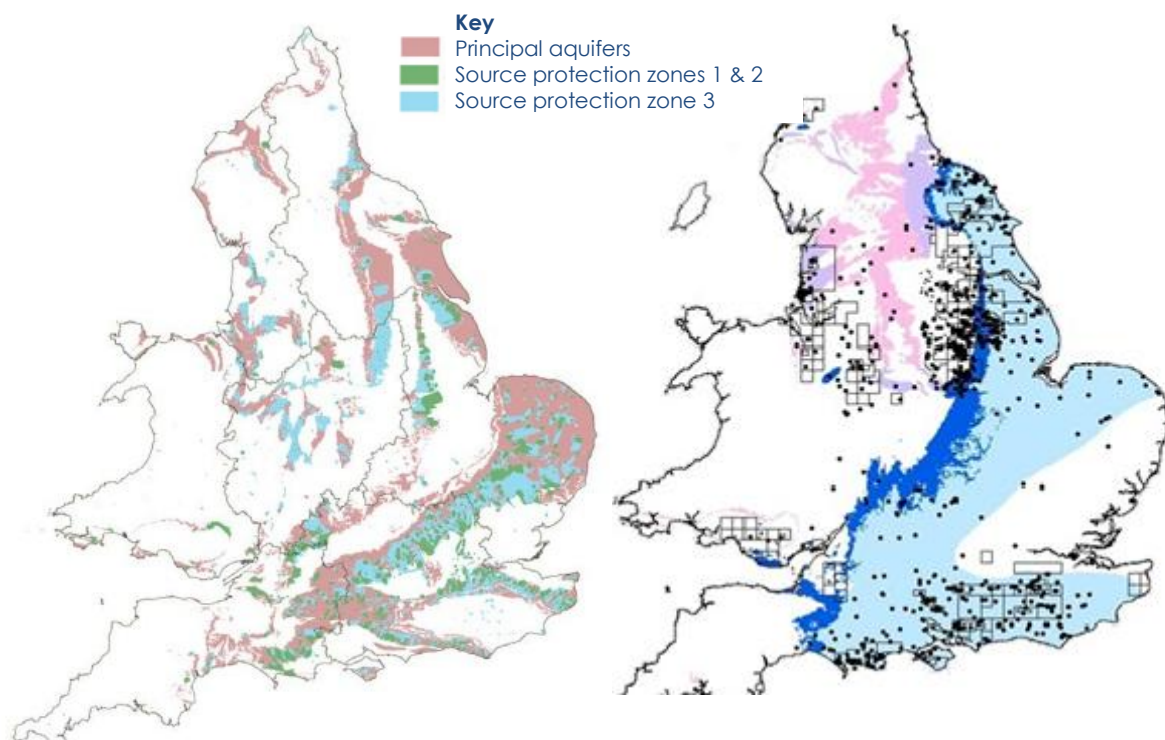 Key
Principal aquifers
Source protection zones 1 & 2
Source protection zone 3